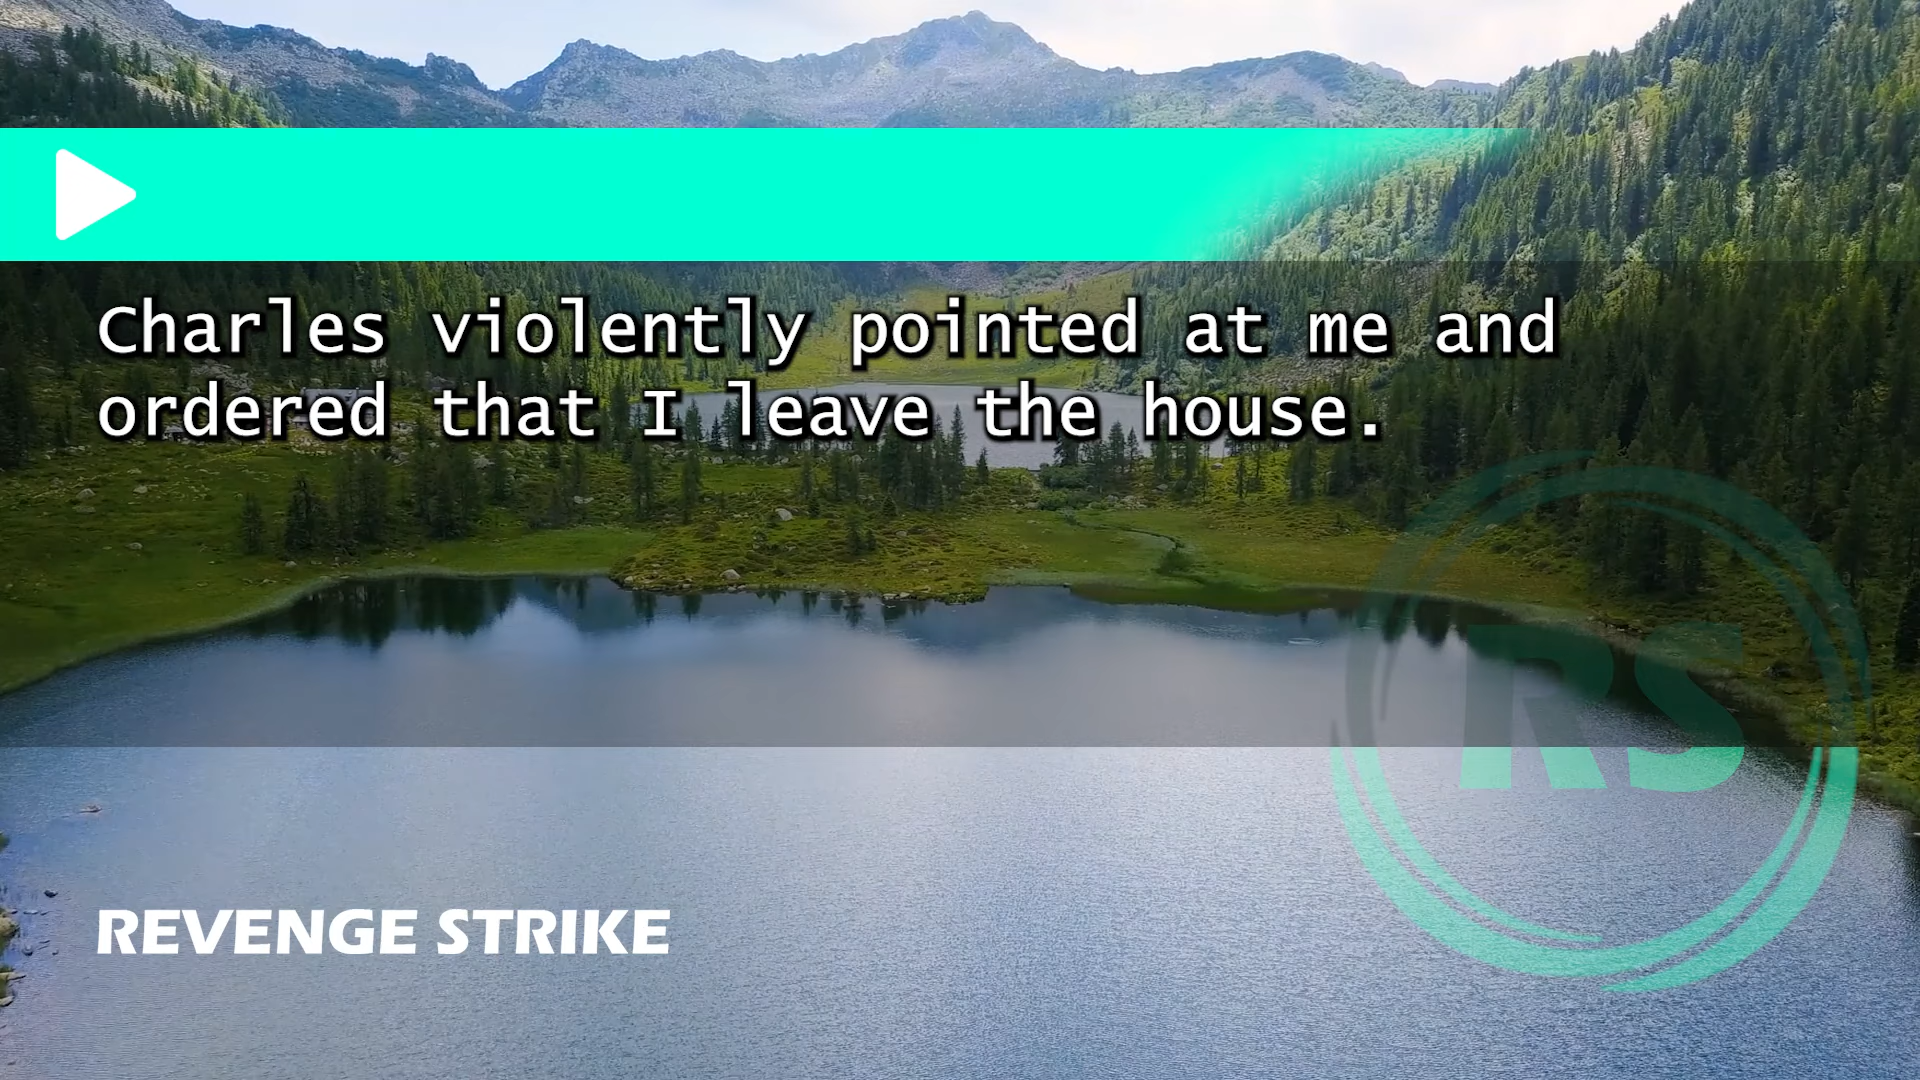 Charles violently pointed at me and
ordered that I leave the house.
RS
REVENGE STRIKE